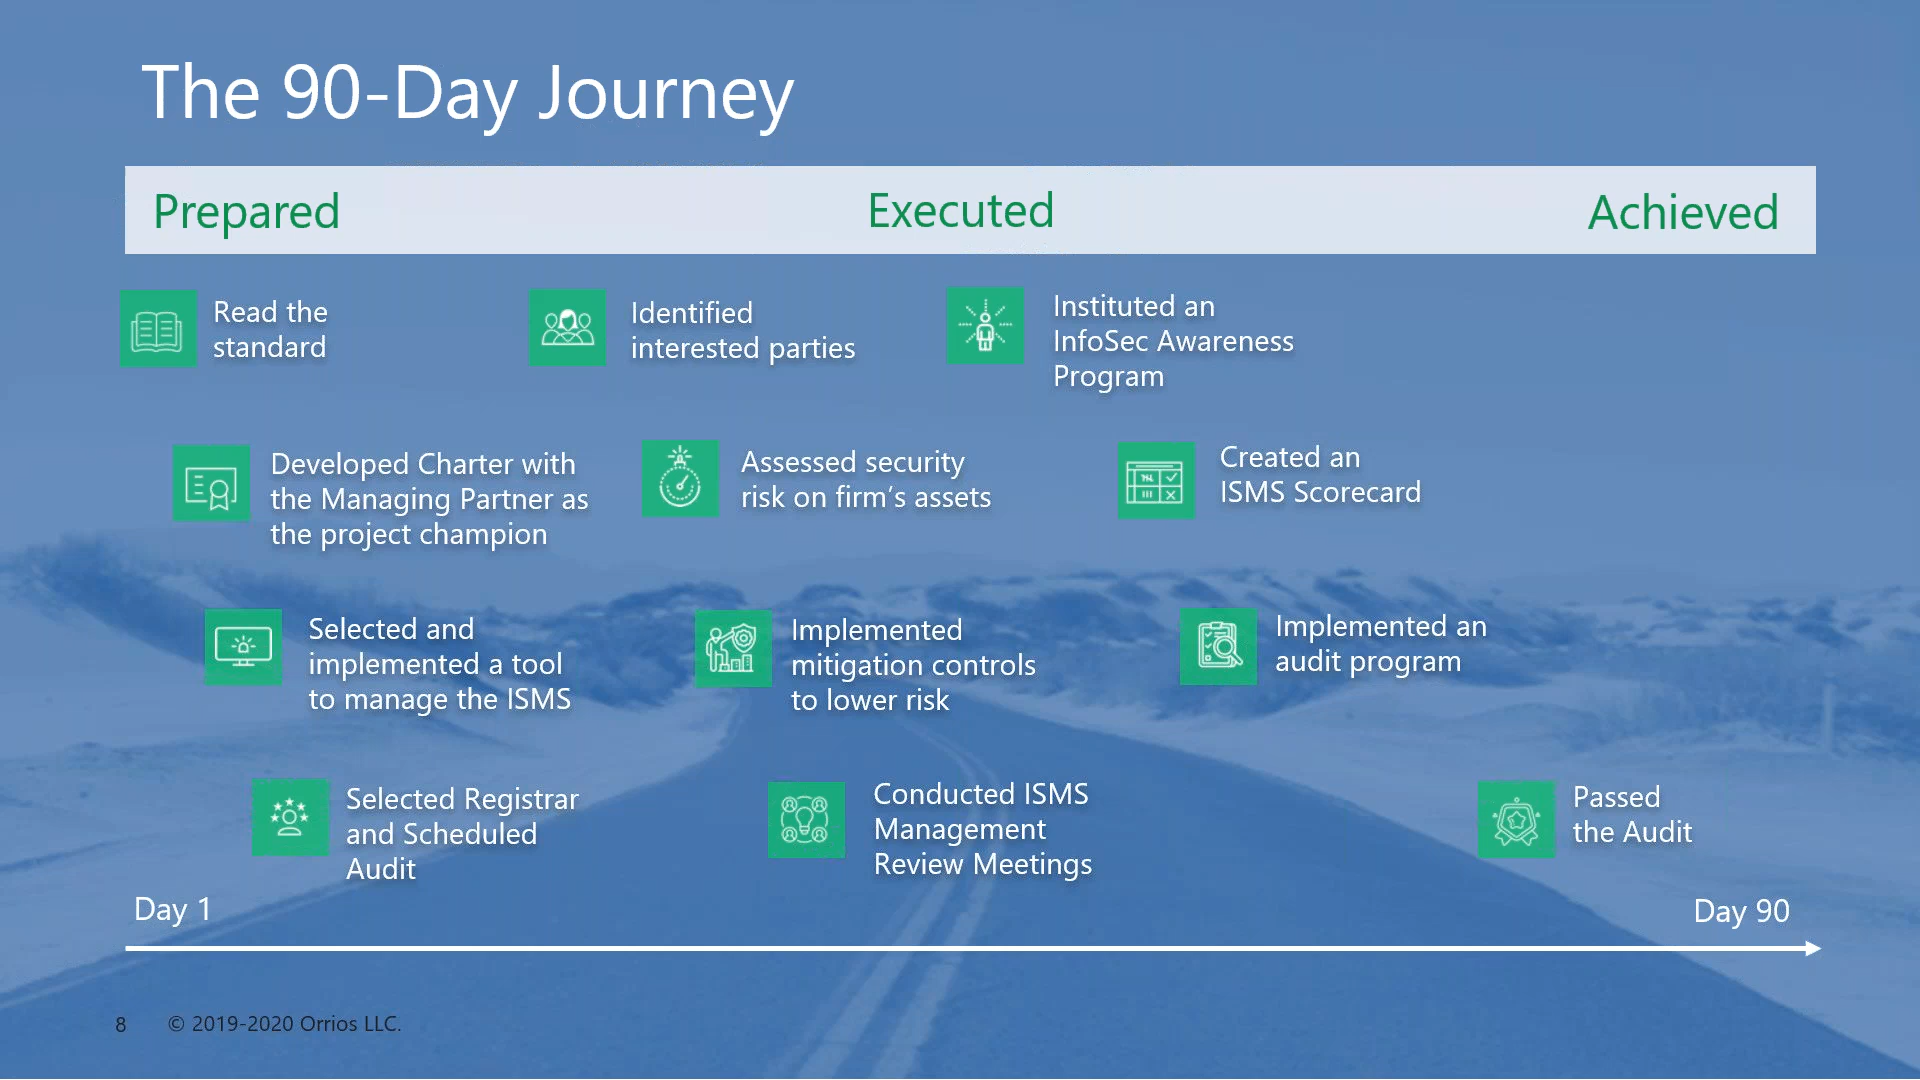 The 90-Day Journey
Prepared
Executed
Achieved
Read the
standard
Developed Charter with
the Managing Partner as
the project champion
Selected and
implemented a tool
to manage the ISMS
Selected Registrar
and Scheduled
Audit
Identified
interested parties
Assessed security
risk on firm's assets
Implemented
mitigation controls
to lower risk
Conducted ISMS
Management
Review Meetings
Instituted an
InfoSec Awareness
Program
Created an
ISMS Scorecard
Implemented an
audit program
Passed
the Audit
Day 1
Day 90
8
© 2019-2020 Orrios LLC.